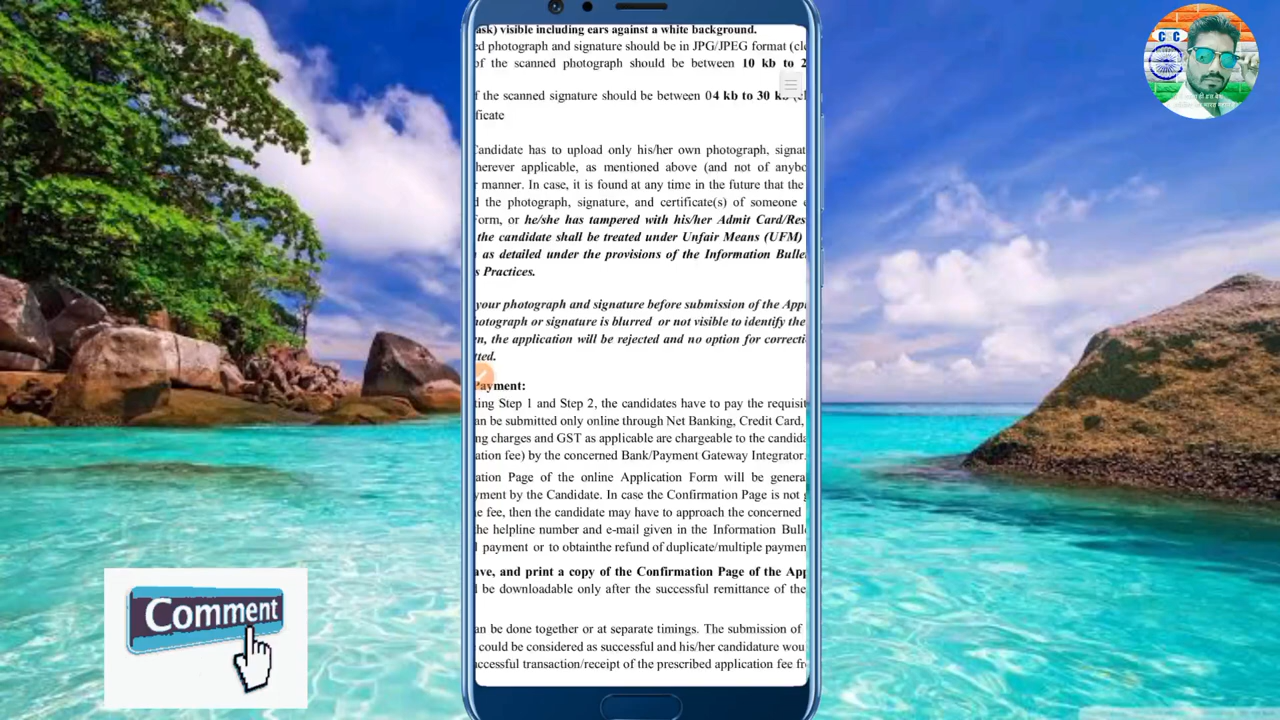 ask) visible including ears against a white background.
ed photograph and signature should be in JPG/JPEG format (cle
of the scanned photograph should be between 10 kb to 2
f the scanned signature should be between 04 kb to 30 kb
ficate
Candidate has to upload only his/her own photograph, signat
wherever applicable, as mentioned above (and not of anybo
r manner. In case, it is found at any time in the future that the
d the photograph, signature, and certificate(s) of someone e
Form, or he/she has tampered with his/her Admit Card/Res
the candidate shall be treated under Unfair Means (UFM)
as detailed under the provisions of the Information Bulle
s Practices.
your photograph and signature before submission of the Appl
hotograph or signature is blurred or not visible to identify the
n, the application will be rejected and no option for correcti
tted.
Payment:
ting Step 1 and Step 2, the candidates have to pay the requisit
an be submitted only online through Net Banking, Credit Card,
ng charges and GST as applicable are chargeable to the candida
ation fee) by the concerned Bank/Payment Gateway Integrator.
ation Page of the online Application Form will be genera
yment by the Candidate. In case the Confirmation Page is not g
e fee, then the candidate may have to approach the concerned
the helpline number and e-mail given in the Information Bull
payment or to obtainthe refund of duplicate/multiple paymen
ave, and print a copy of the Confirmation Page of the App
l be downloadable only after the successful remittance of the
an be done together or at separate timings. The submission of
could be considered as successful and his/her candidature wou
uccessful transaction/receipt of the prescribed application fee fr
Comment